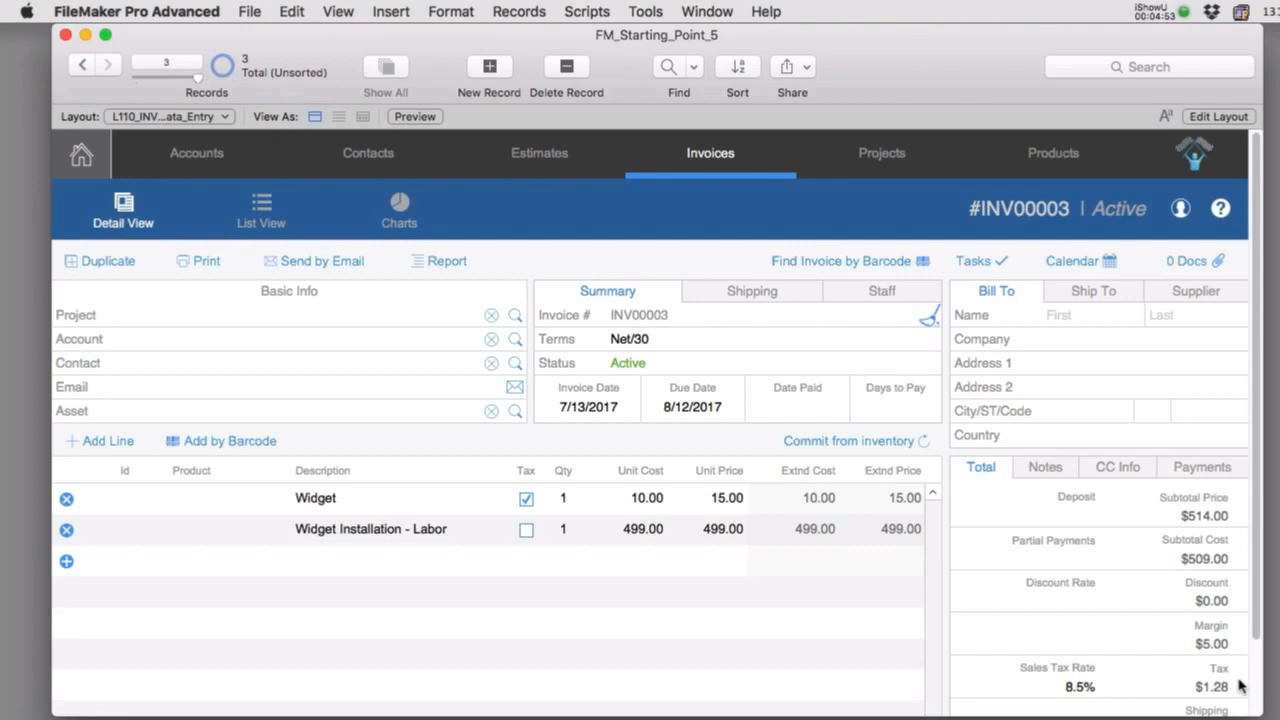 FileMaker Pro Advanced File Edit View Insert Format Records Scripts Tools Window Help
iShowU
00:04:53
13
FM_Starting_Point_5
3
3
Total (Unsorted)
Records
Show All
New Record
Delete Record
Find
Sort
Share
Search
Layout: L110_INV...ata_Entry View As: Preview Edit Layout
Accounts Contacts Estimates Invoices Projects Products
Detail View List View Charts #INV00003 | Active
Duplicate Print Send by Email Report Find Invoice by Barcode Tasks Calendar 0 Docs
Basic Info Summary Shipping Staff Bill To Ship To Supplier
Project Invoice # INV00003 Name First Last
Account Terms Net/30 Company
Contact Status Active Address 1
Email Invoice Date Due Date Date Paid Days to Pay Address 2
Asset 7/13/2017 8/12/2017 City/ST/Code
Country
Add Line Add by Barcode Commit from inventory
Id Product Description Tax Qty Unit Cost Unit Price Extnd Cost Extnd Price
Widget 1 10.00 15.00 10.00 15.00
Widget Installation - Labor 1 499.00 499.00 499.00 499.00
Total Notes CC Info Payments
Deposit Subtotal Price
$514.00
Partial Payments Subtotal Cost
$509.00
Discount Rate Discount
$0.00
Margin
$5.00
Sales Tax Rate Tax
8.5% $1.28
Shipping